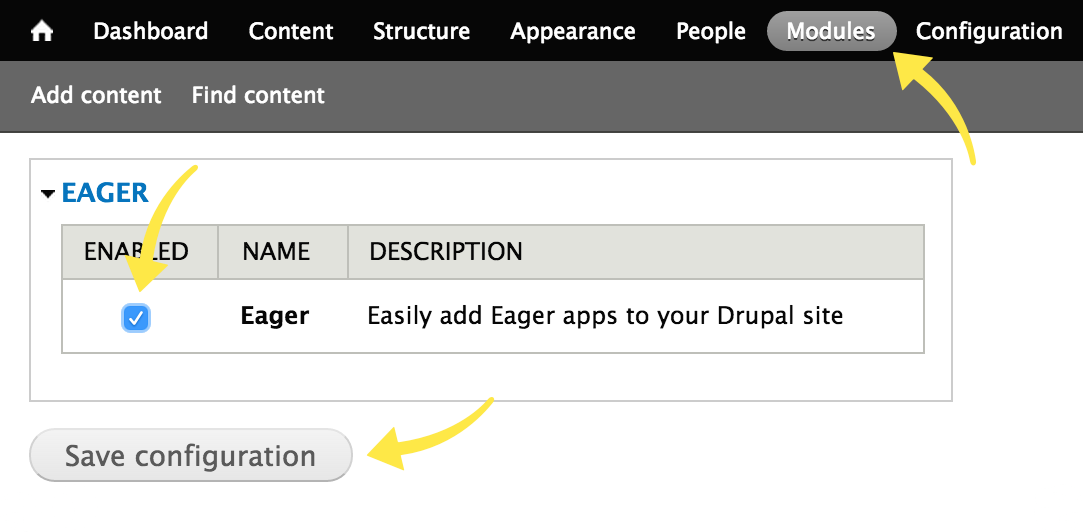 Dashboard Content Structure Appearance People Modules Configuration
Add content Find content
EAGER
ENABLED NAME DESCRIPTION
Eager Easily add Eager apps to your Drupal site
Save configuration